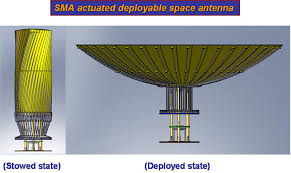 SMA actuated deployable space antenna
(Stowed state)
(Deployed state)